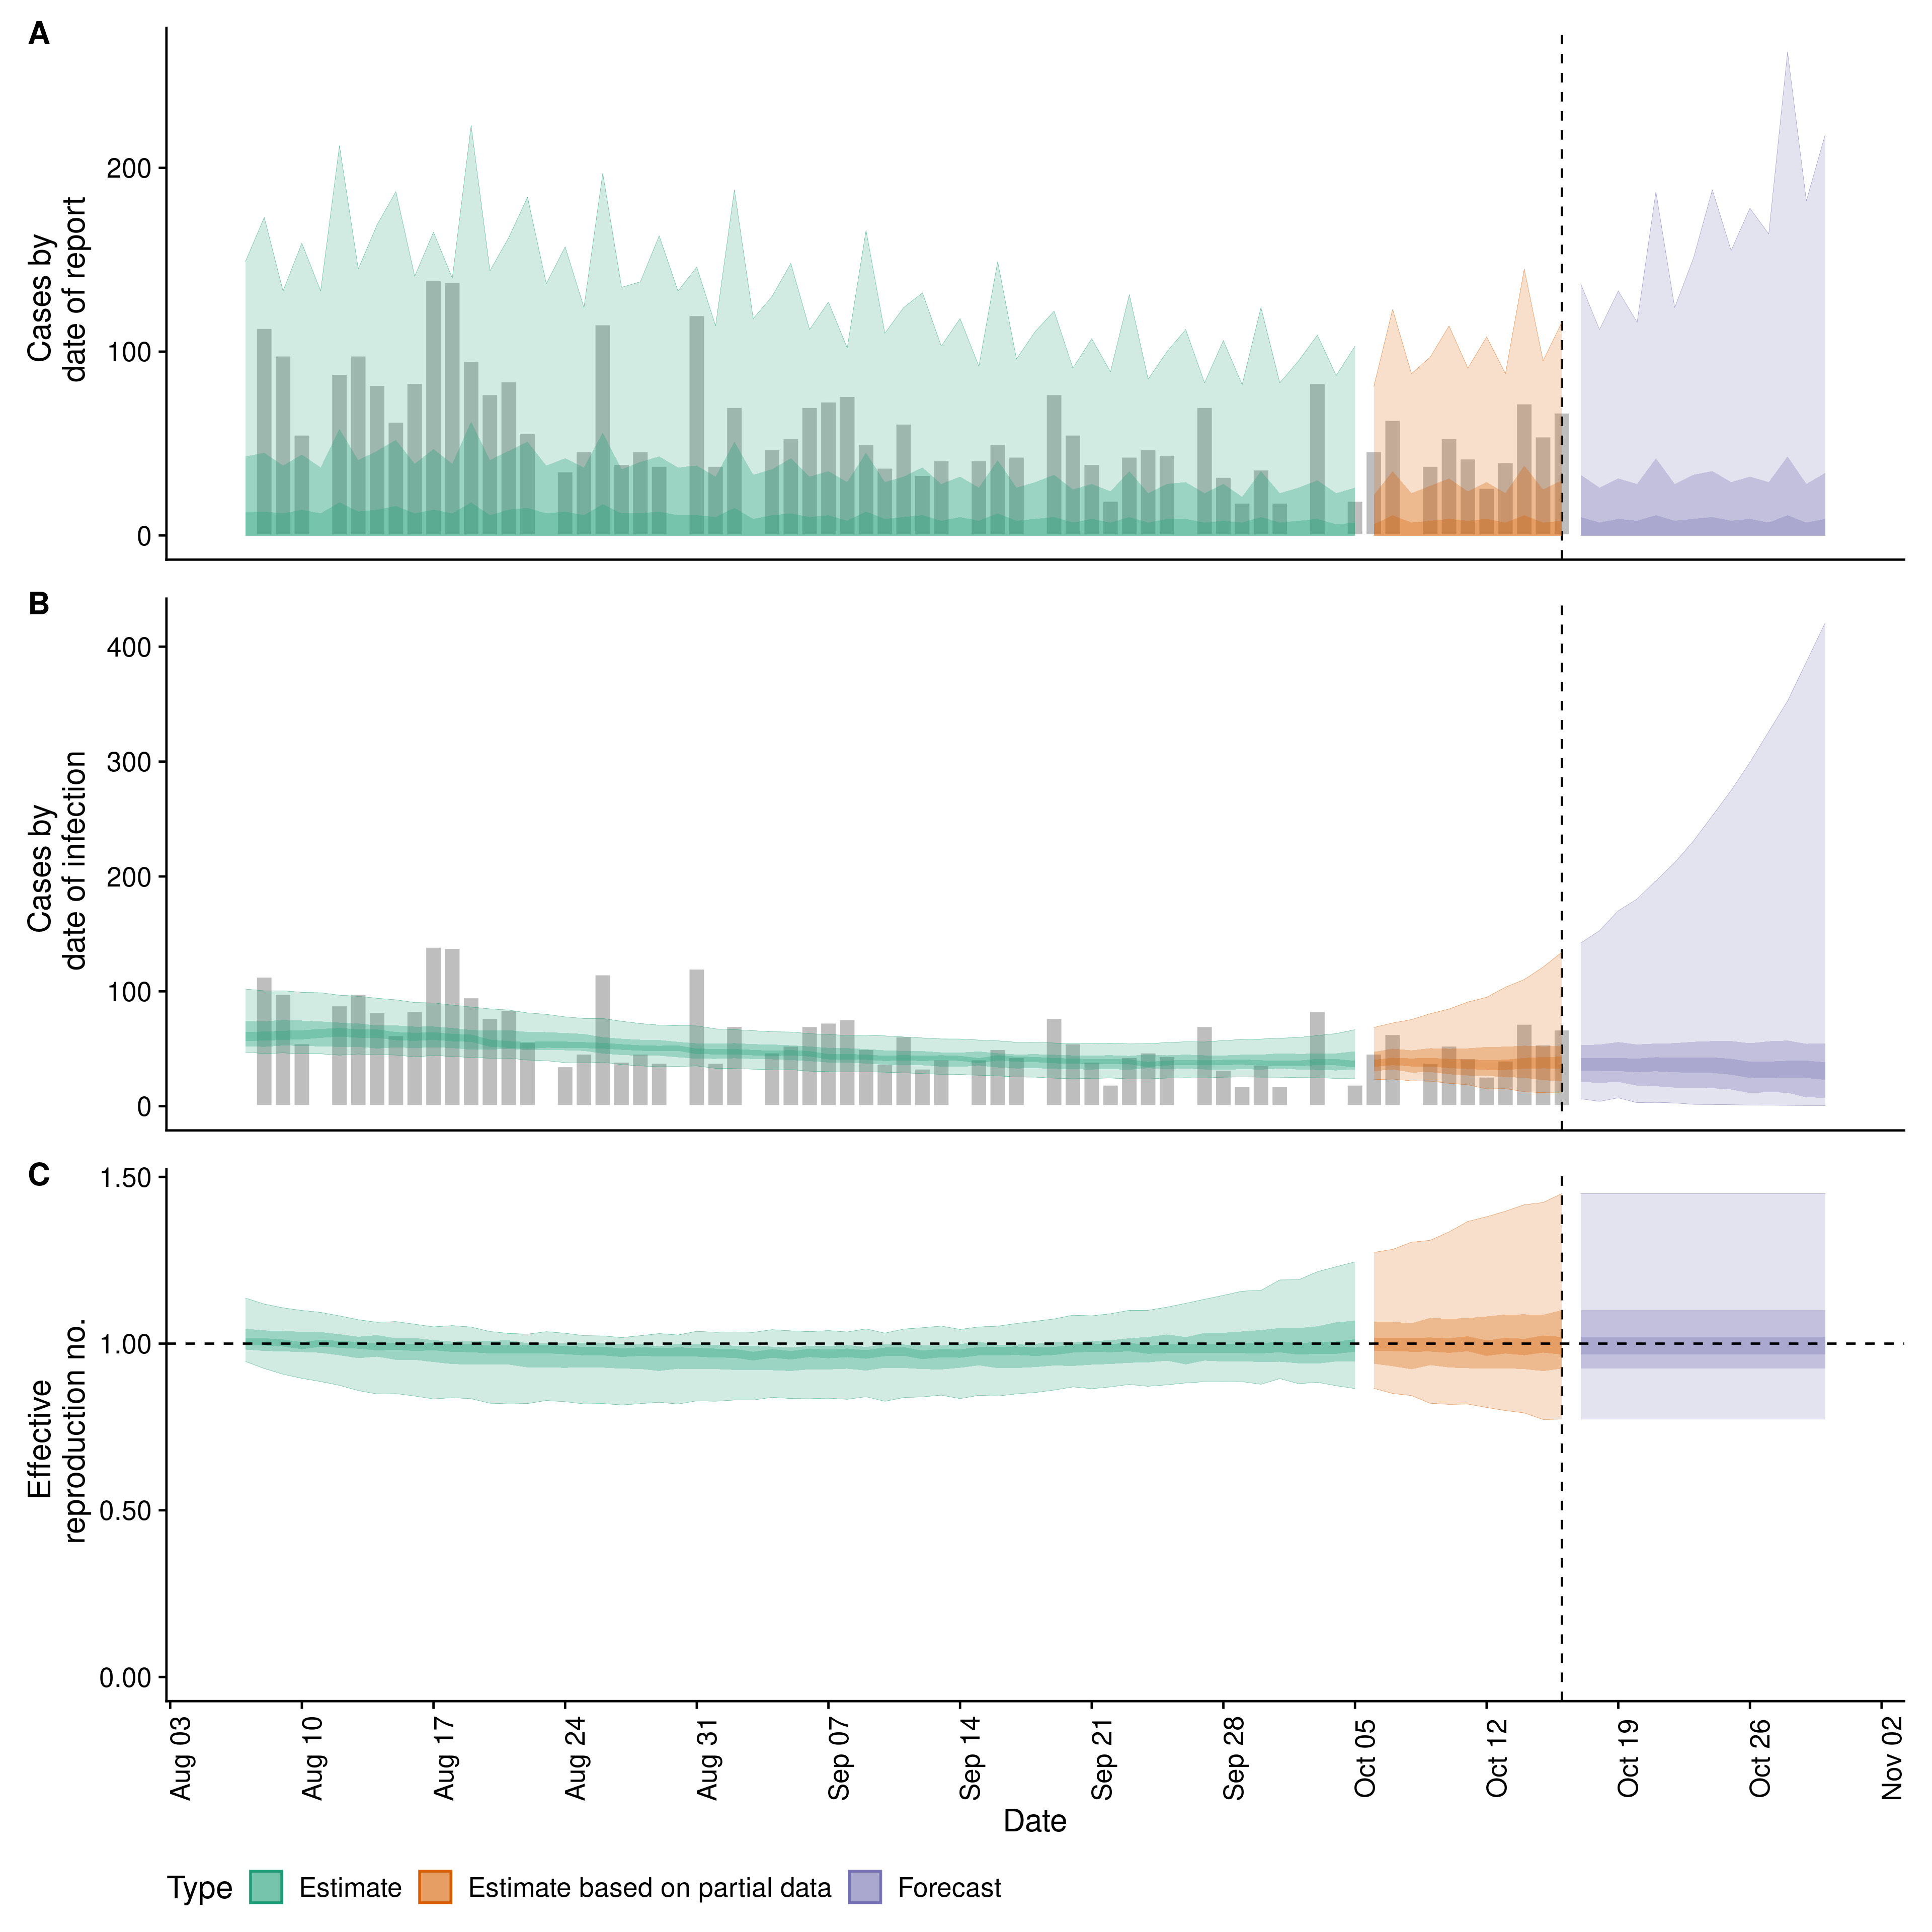 A
Cases by
date of report
200
100
0
B
Cases by
date of infection
400
300
200
100
0
C
Effective
reproduction no.
1.50
1.00
0.50
0.00
Aug 03
Aug 10
Aug 17
Aug 24
Aug 31
Sep 07
Sep 14
Sep 21
Sep 28
Oct 05
Oct 12
Oct 19
Oct 26
Nov 02
Date
Type Estimate Estimate based on partial data Forecast